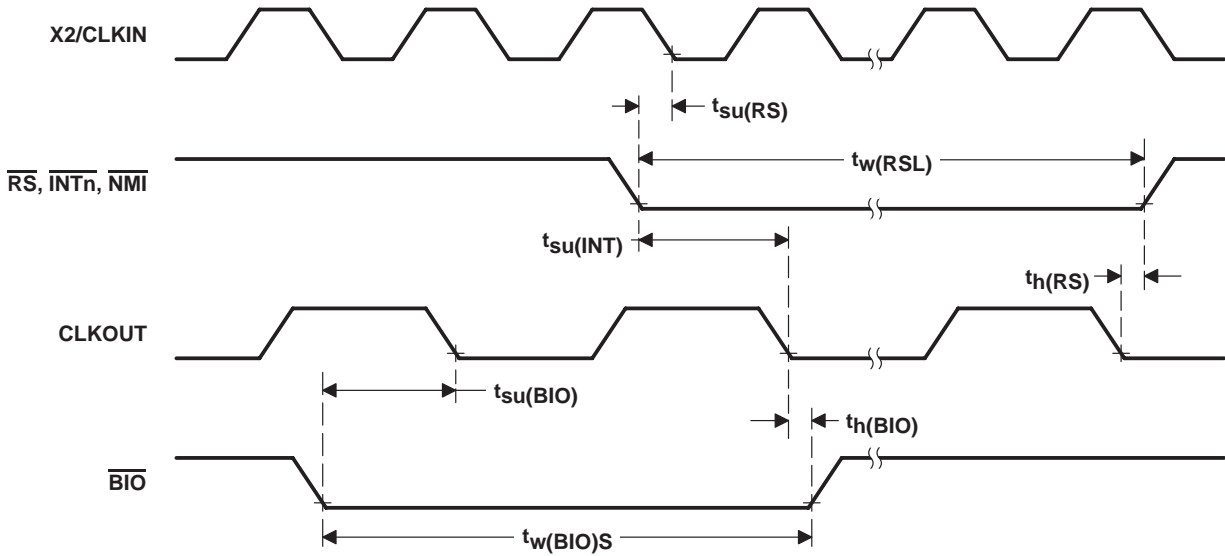 X2/CLKIN
tsu(RS)
RS, INTn, NMI
tw(RSL)
tsu(INT)
th(RS)
CLKOUT
tsu(BIO)
th(BIO)
BIO
tw(BIO)S